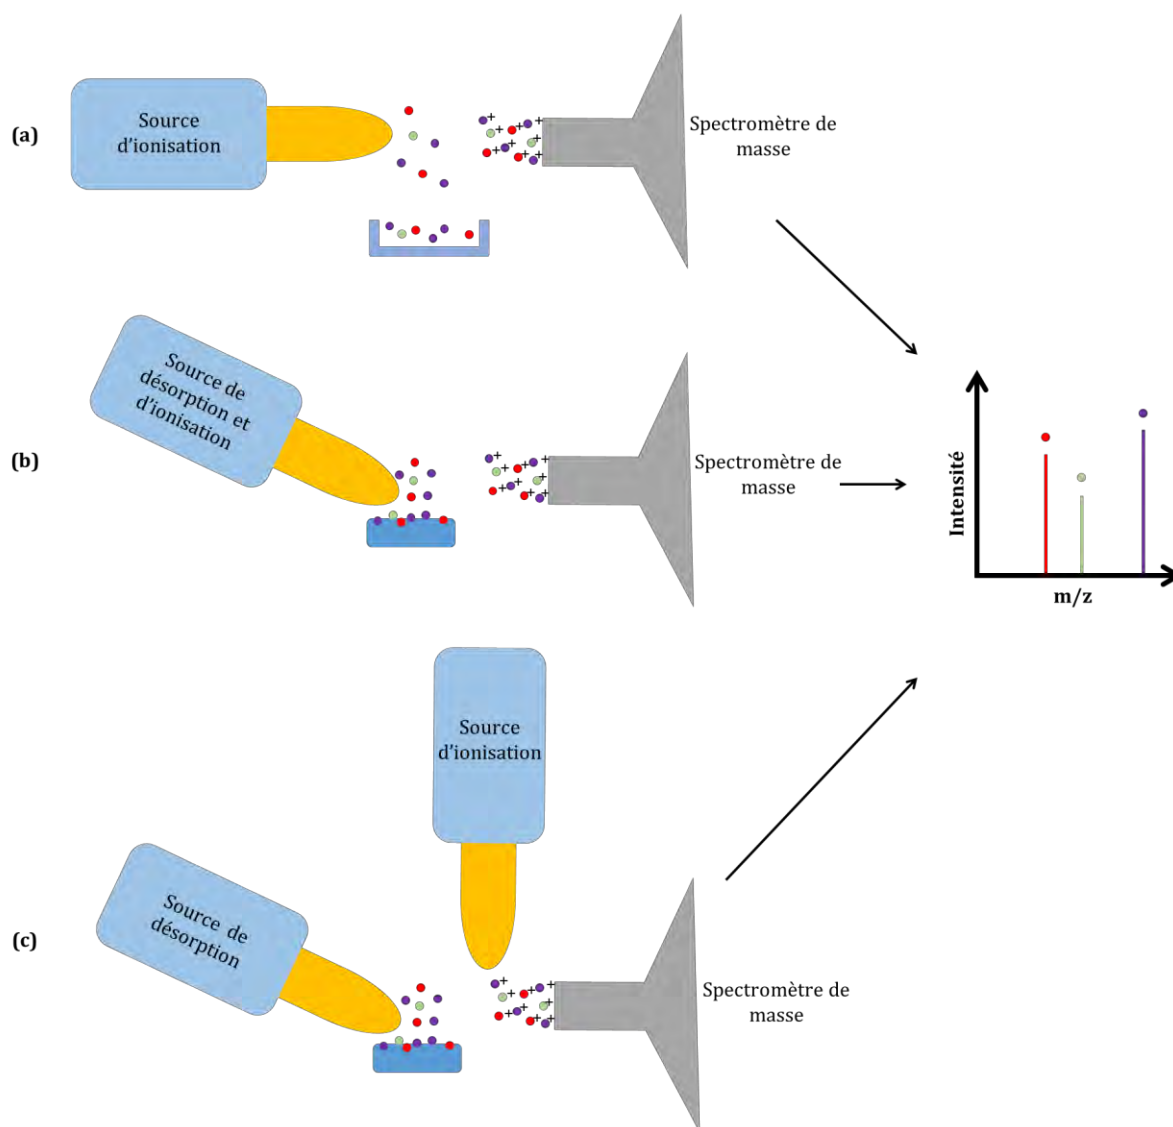 (a)
Source
d'ionisation
Spectromètre de
masse
(b)
Source de
désorption et
d'ionisation
Spectromètre de
masse
Intensité
m/z
Source
d'ionisation
(c)
Source de
désorption
Spectromètre de
masse